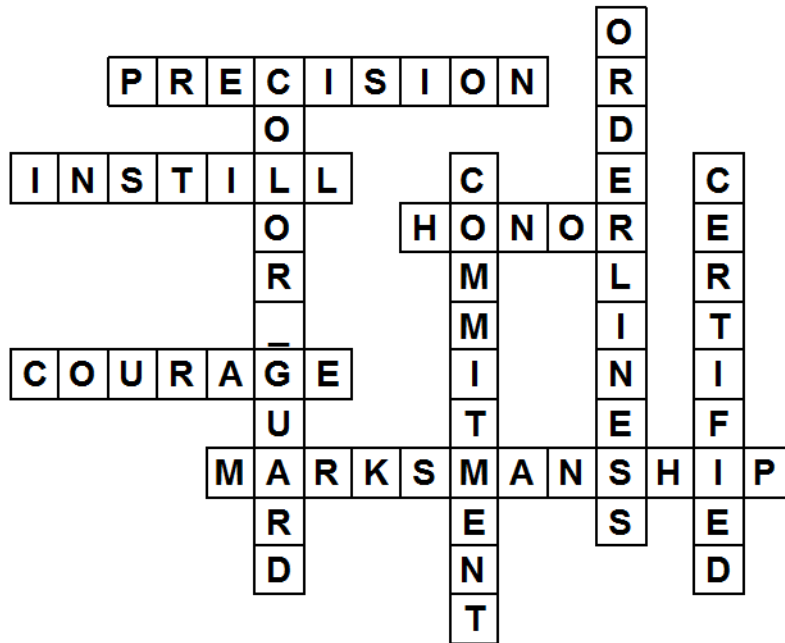 ORDERLINESS
PRECISION
COLOR_GUARD
INSTILL
COMMITMENT
CERTIFIED
HONOR
COURAGE
MARKSMANSHIP